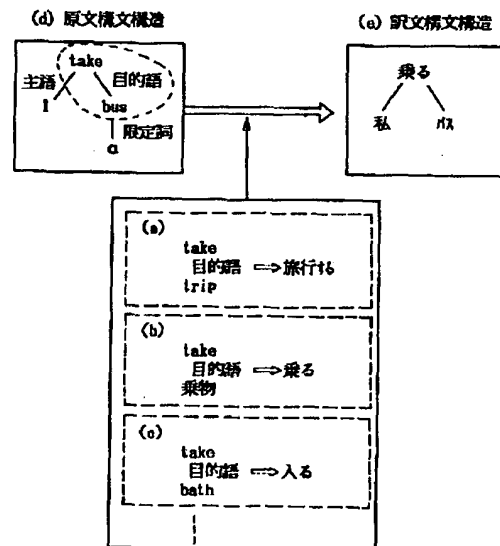 (d) 原文構文構造
take
主語
目的語
I
bus
限定詞
a
(e) 訳文構文構造
乗る
私
バス
(a)
take
目的語 ⇒旅行する
trip
(b)
take
目的語 ⇒乗る
乗物
(c)
take
目的語 ⇒入る
bath